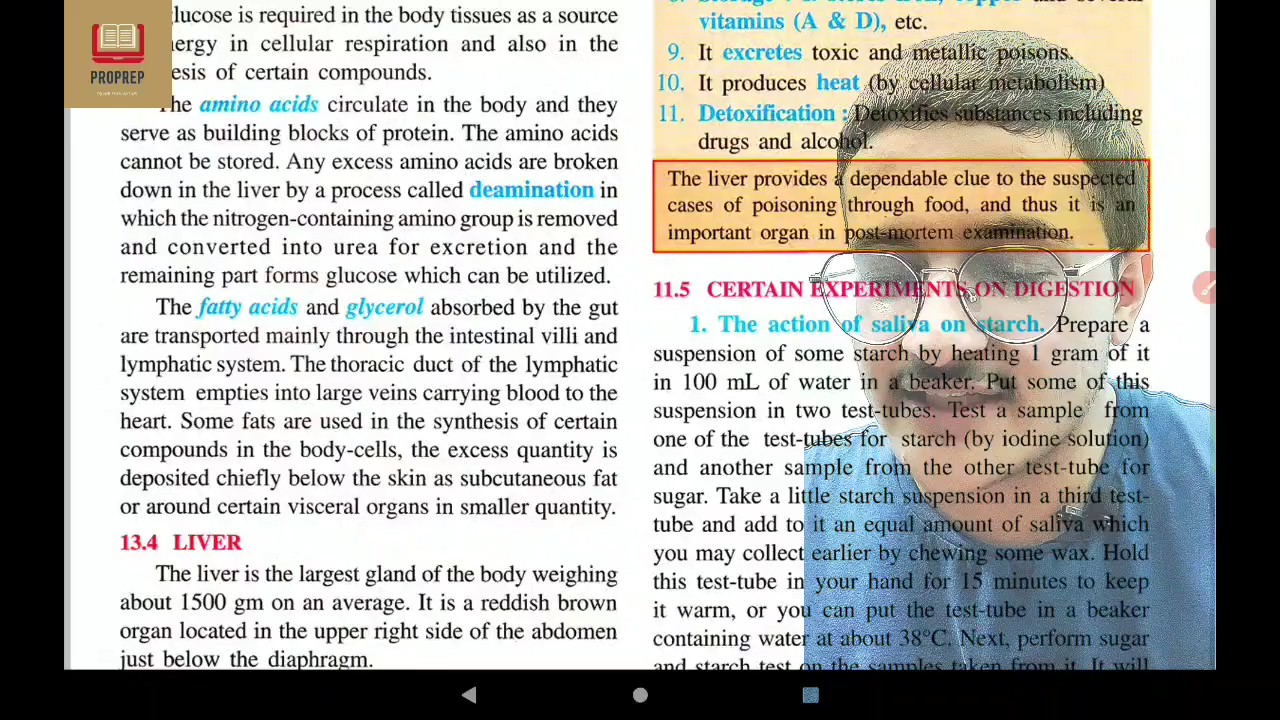 PROPREP
glucose is required in the body tissues as a source
energy in cellular respiration and also in the
esis of certain compounds.
The amino acids circulate in the body and they
serve as building blocks of protein. The amino acids
cannot be stored. Any excess amino acids are broken
down in the liver by a process called deamination in
which the nitrogen-containing amino group is removed
and converted into urea for excretion and the
remaining part forms glucose which can be utilized.
The fatty acids and glycerol absorbed by the gut
are transported mainly through the intestinal villi and
lymphatic system. The thoracic duct of the lymphatic
system empties into large veins carrying blood to the
heart. Some fats are used in the synthesis of certain
compounds in the body-cells, the excess quantity is
deposited chiefly below the skin as subcutaneous fat
or around certain visceral organs in smaller quantity.
13.4 LIVER
The liver is the largest gland of the body weighing
about 1500 gm on an average. It is a reddish brown
organ located in the upper right side of the abdomen
just below the diaphragm.
vitamins (A & D), etc.
9. It excretes toxic and metallic poisons.
10. It produces heat (by cellular metabolism)
11. Detoxification : Detoxifies substances including
drugs and alcohol.
The liver provides a dependable clue to the suspected
cases of poisoning through food, and thus it is an
important organ in post-mortem examination.
11.5 CERTAIN EXPERIMENTS ON DIGESTION
1. The action of saliva on starch. Prepare a
suspension of some starch by heating 1 gram of it
in 100 mL of water in a beaker. Put some of this
suspension in two test-tubes. Test a sample from
one of the test-tubes for starch (by iodine solution)
and another sample from the other test-tube for
sugar. Take a little starch suspension in a third test-
tube and add to it an equal amount of saliva which
you may collect earlier by chewing some wax. Hold
this test-tube in your hand for 15 minutes to keep
it warm, or you can put the test-tube in a beaker
containing water at about 38°C. Next, perform sugar
and starch test on the samples taken from it. It will